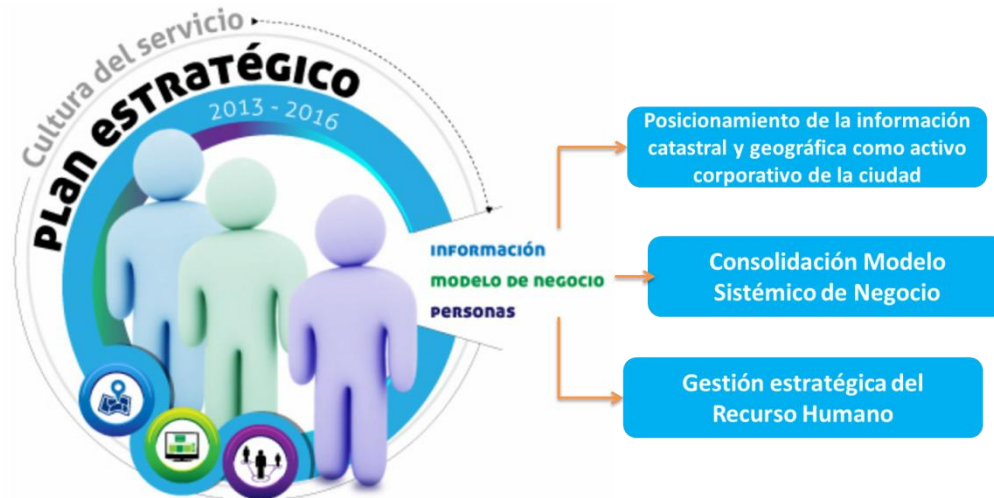 Cultura del servicio
PLAN ESTRATÉGICO
2013 - 2016
INFORMACIÓN
MODELO DE NEGOCIO
PERSONAS
Posicionamiento de la información
catastral y geográfica como activo
corporativo de la ciudad
Consolidación Modelo
Sistémico de Negocio
Gestión estratégica del
Recurso Humano